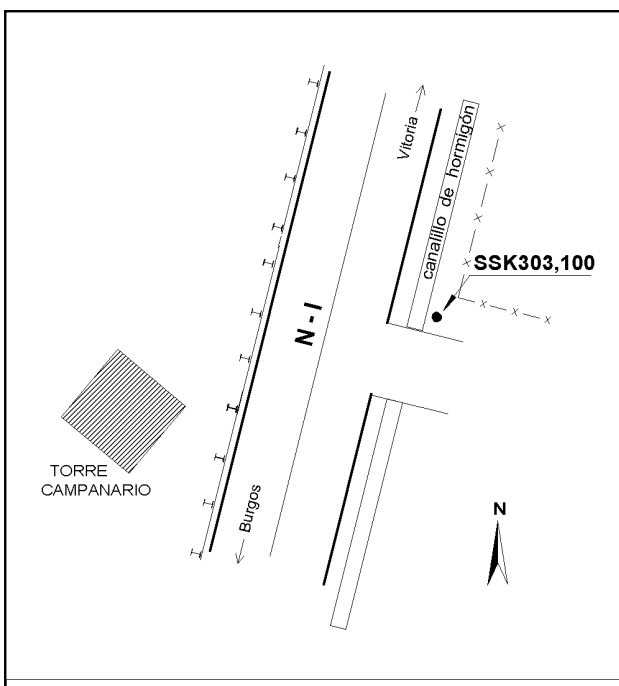 Vitoria
canalillo de hormigón
SSK303,100
N - I
TORRE
CAMPANARIO
Burgos
N